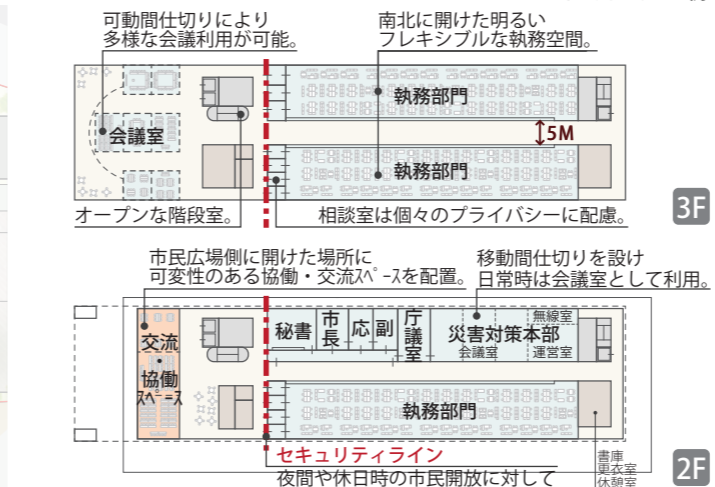 可動間仕切りにより
多様な会議利用が可能。
南北に開けた明るい
フレキシブルな執務空間。
執務部門
会議室
5M
執務部門
オープンな階段室。
相談室は個々のプライバシーに配慮。
3F
市民広場側に開けた場所に
可変性のある協働・交流スペースを配置。
移動間仕切りを設け
日常時は会議室として利用。
交流
協働
スペース
秘書
市長
応
副
庁議室
災害対策本部
会議室
無線室
運営室
執務部門
セキュリティライン
夜間や休日時の市民開放に対して
書庫
更衣室
休憩室
2F